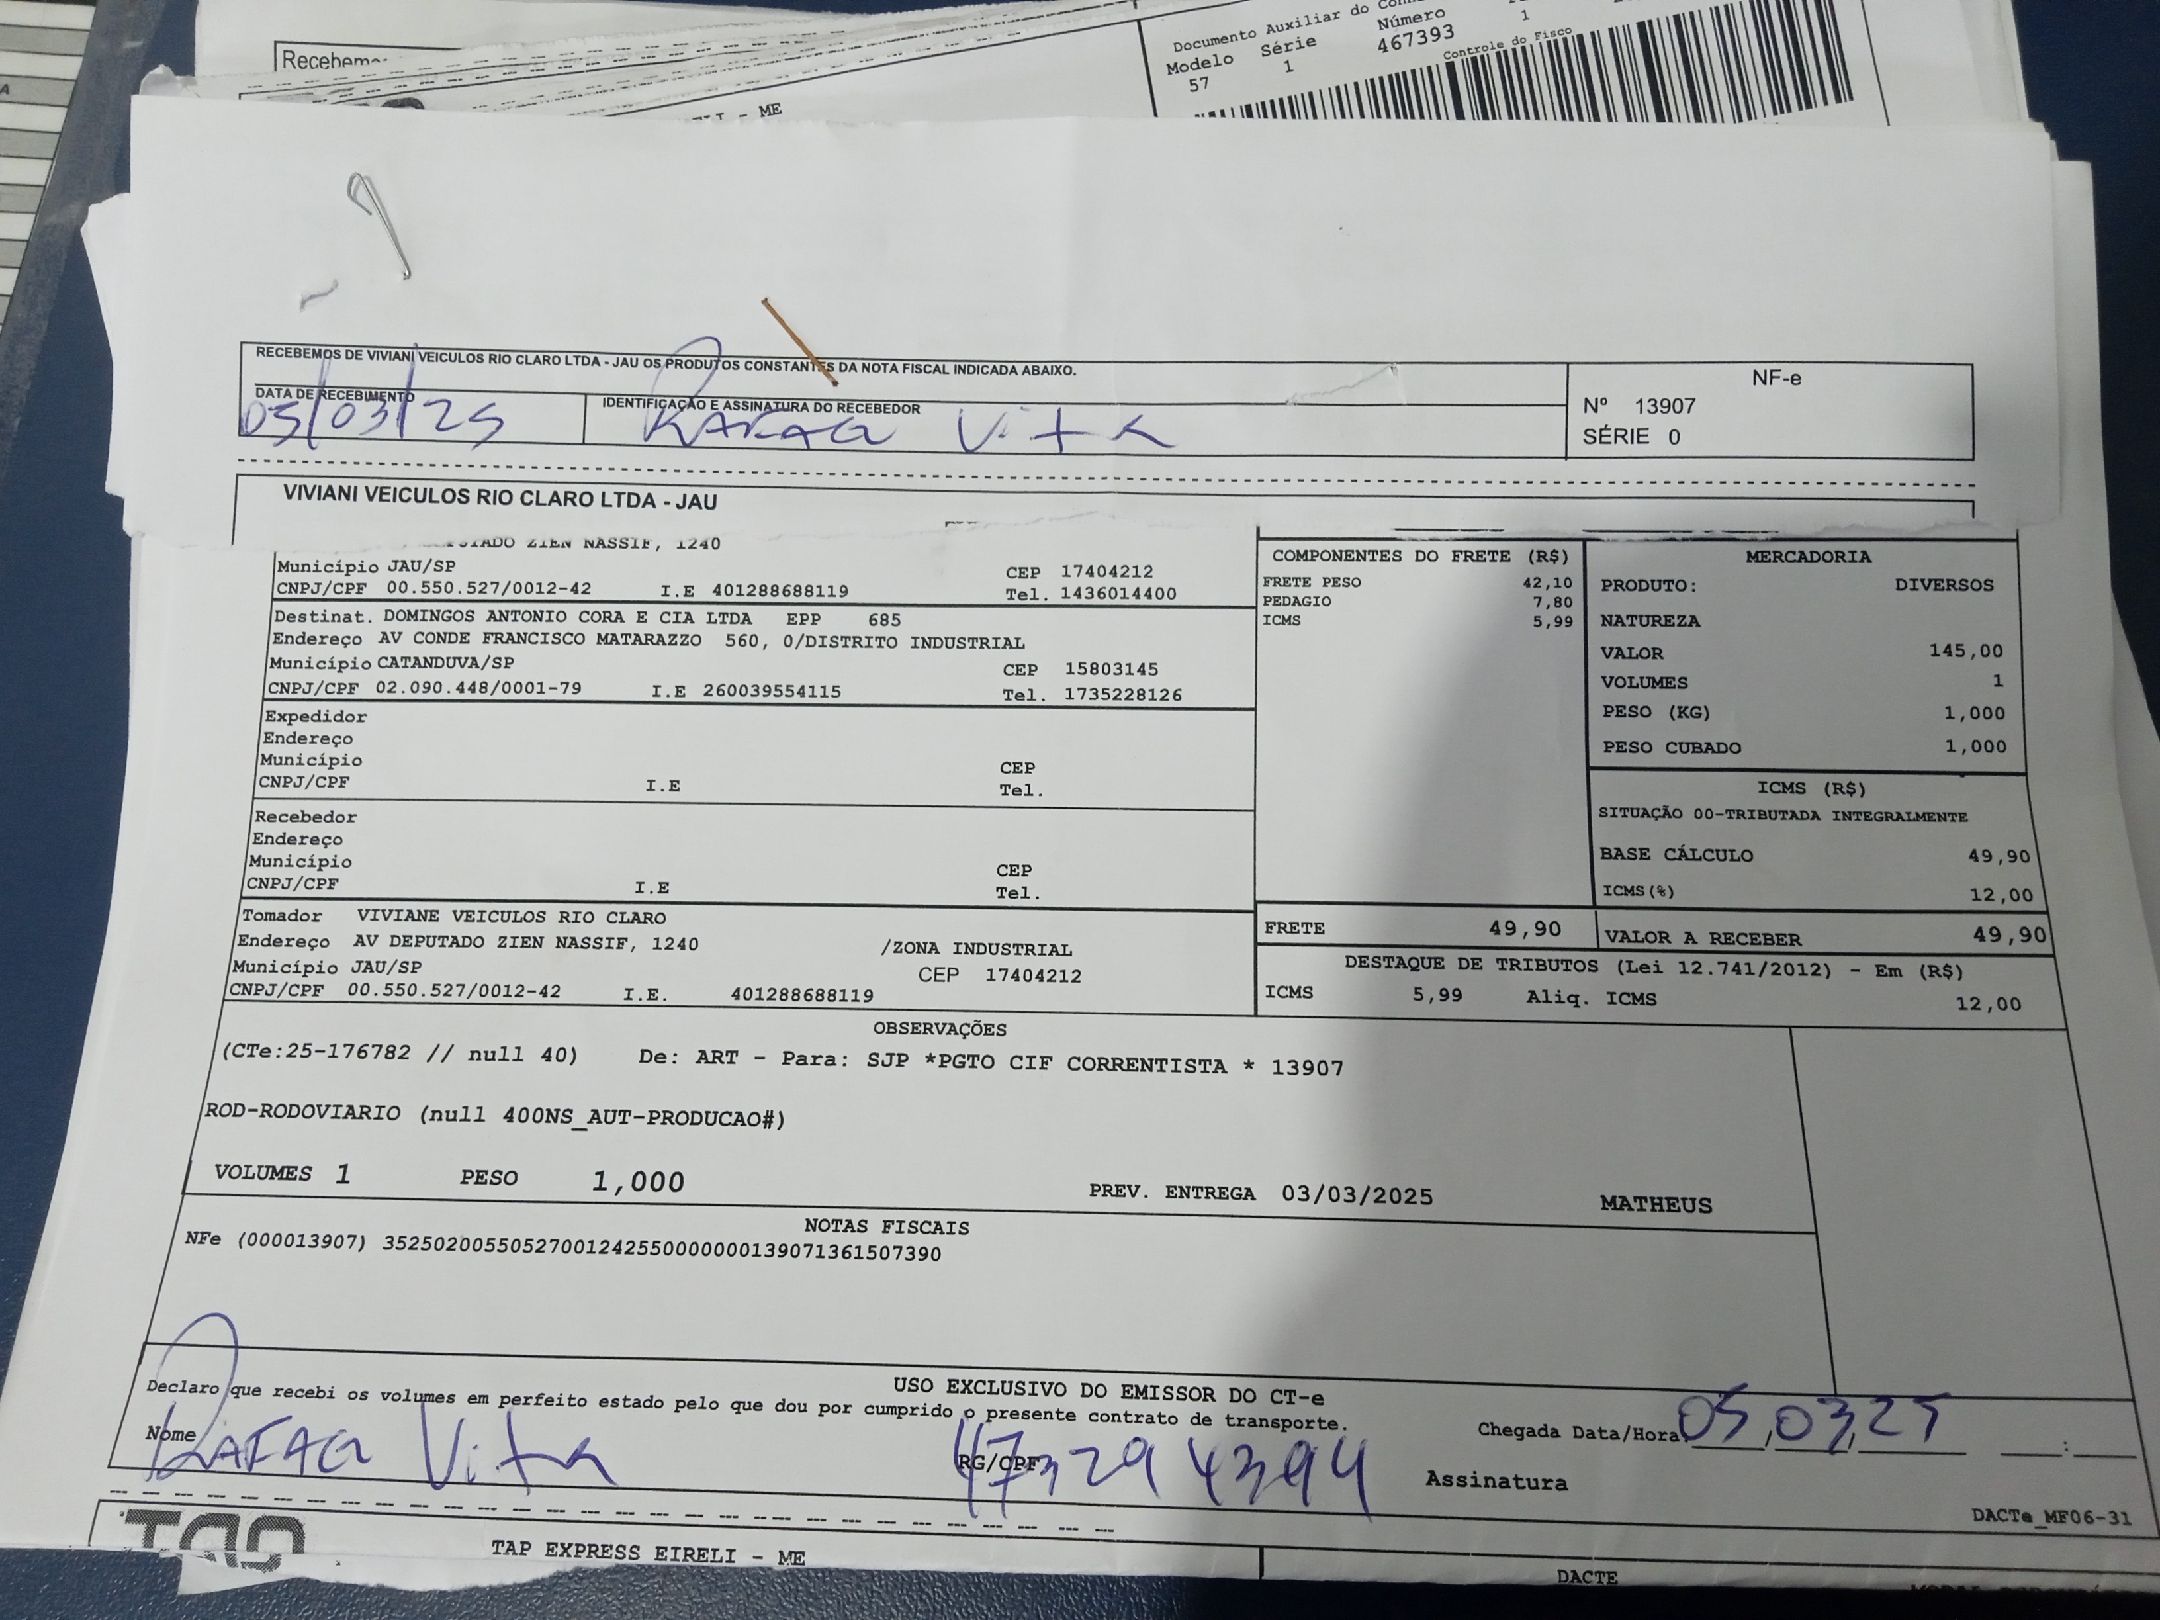 Recebemo
Documento Auxiliar do
Modelo Série Número 1
57 1 467393
Controle do Fisco
- ME
RECEBEMOS DE VIVIANI VEICULOS RIO CLARO LTDA - JAU OS PRODUTOS CONSTANTES DA NOTA FISCAL INDICADA ABAIXO.
NF-e
DATA DE RECEBIMENTO
IDENTIFICAÇÃO E ASSINATURA DO RECEBEDOR
Nº 13907
SÉRIE 0
05/03/25 Rafael Vita
VIVIANI VEICULOS RIO CLARO LTDA - JAU
ZIEN NASSIF, 1240
Município JAU/SP CEP 17404212
CNPJ/CPF 00.550.527/0012-42 I.E 401288688119 Tel. 1436014400
Destinat. DOMINGOS ANTONIO CORA E CIA LTDA EPP 685
Endereço AV CONDE FRANCISCO MATARAZZO 560, 0/DISTRITO INDUSTRIAL
Município CATANDUVA/SP CEP 15803145
CNPJ/CPF 02.090.448/0001-79 I.E 260039554115 Tel. 1735228126
Expedidor
Endereço
Município CEP
CNPJ/CPF I.E Tel.
Recebedor
Endereço
Município CEP
CNPJ/CPF I.E Tel.
Tomador VIVIANE VEICULOS RIO CLARO
Endereço AV DEPUTADO ZIEN NASSIF, 1240 /ZONA INDUSTRIAL
Município JAU/SP CEP 17404212
CNPJ/CPF 00.550.527/0012-42 I.E. 401288688119
COMPONENTES DO FRETE (R$)
FRETE PESO 42,10
PEDAGIO 7,80
ICMS 5,99
MERCADORIA
PRODUTO: DIVERSOS
NATUREZA
VALOR 145,00
VOLUMES 1
PESO (KG) 1,000
PESO CUBADO 1,000
ICMS (R$)
SITUAÇÃO 00-TRIBUTADA INTEGRALMENTE
BASE CÁLCULO 49,90
ICMS(%) 12,00
FRETE 49,90 VALOR A RECEBER 49,90
DESTAQUE DE TRIBUTOS (Lei 12.741/2012) - Em (R$)
ICMS 5,99 Aliq. ICMS 12,00
OBSERVAÇÕES
(CTe:25-176782 // null 40) De: ART - Para: SJP *PGTO CIF CORRENTISTA * 13907
ROD-RODOVIARIO (null 400NS_AUT-PRODUCAO#)
VOLUMES 1 PESO 1,000 PREV. ENTREGA 03/03/2025 MATHEUS
NOTAS FISCAIS
NFe (000013907) 35250200550527001242550000000139071361507390
USO EXCLUSIVO DO EMISSOR DO CT-e
Declaro que recebi os volumes em perfeito estado pelo que dou por cumprido o presente contrato de transporte.
Chegada Data/Hora 05,03,25 :
Nome Rafael Vita RG/CPF 473294394 Assinatura
DACTe_MF06-31
TAP
TAP EXPRESS EIRELI - ME
DACTE